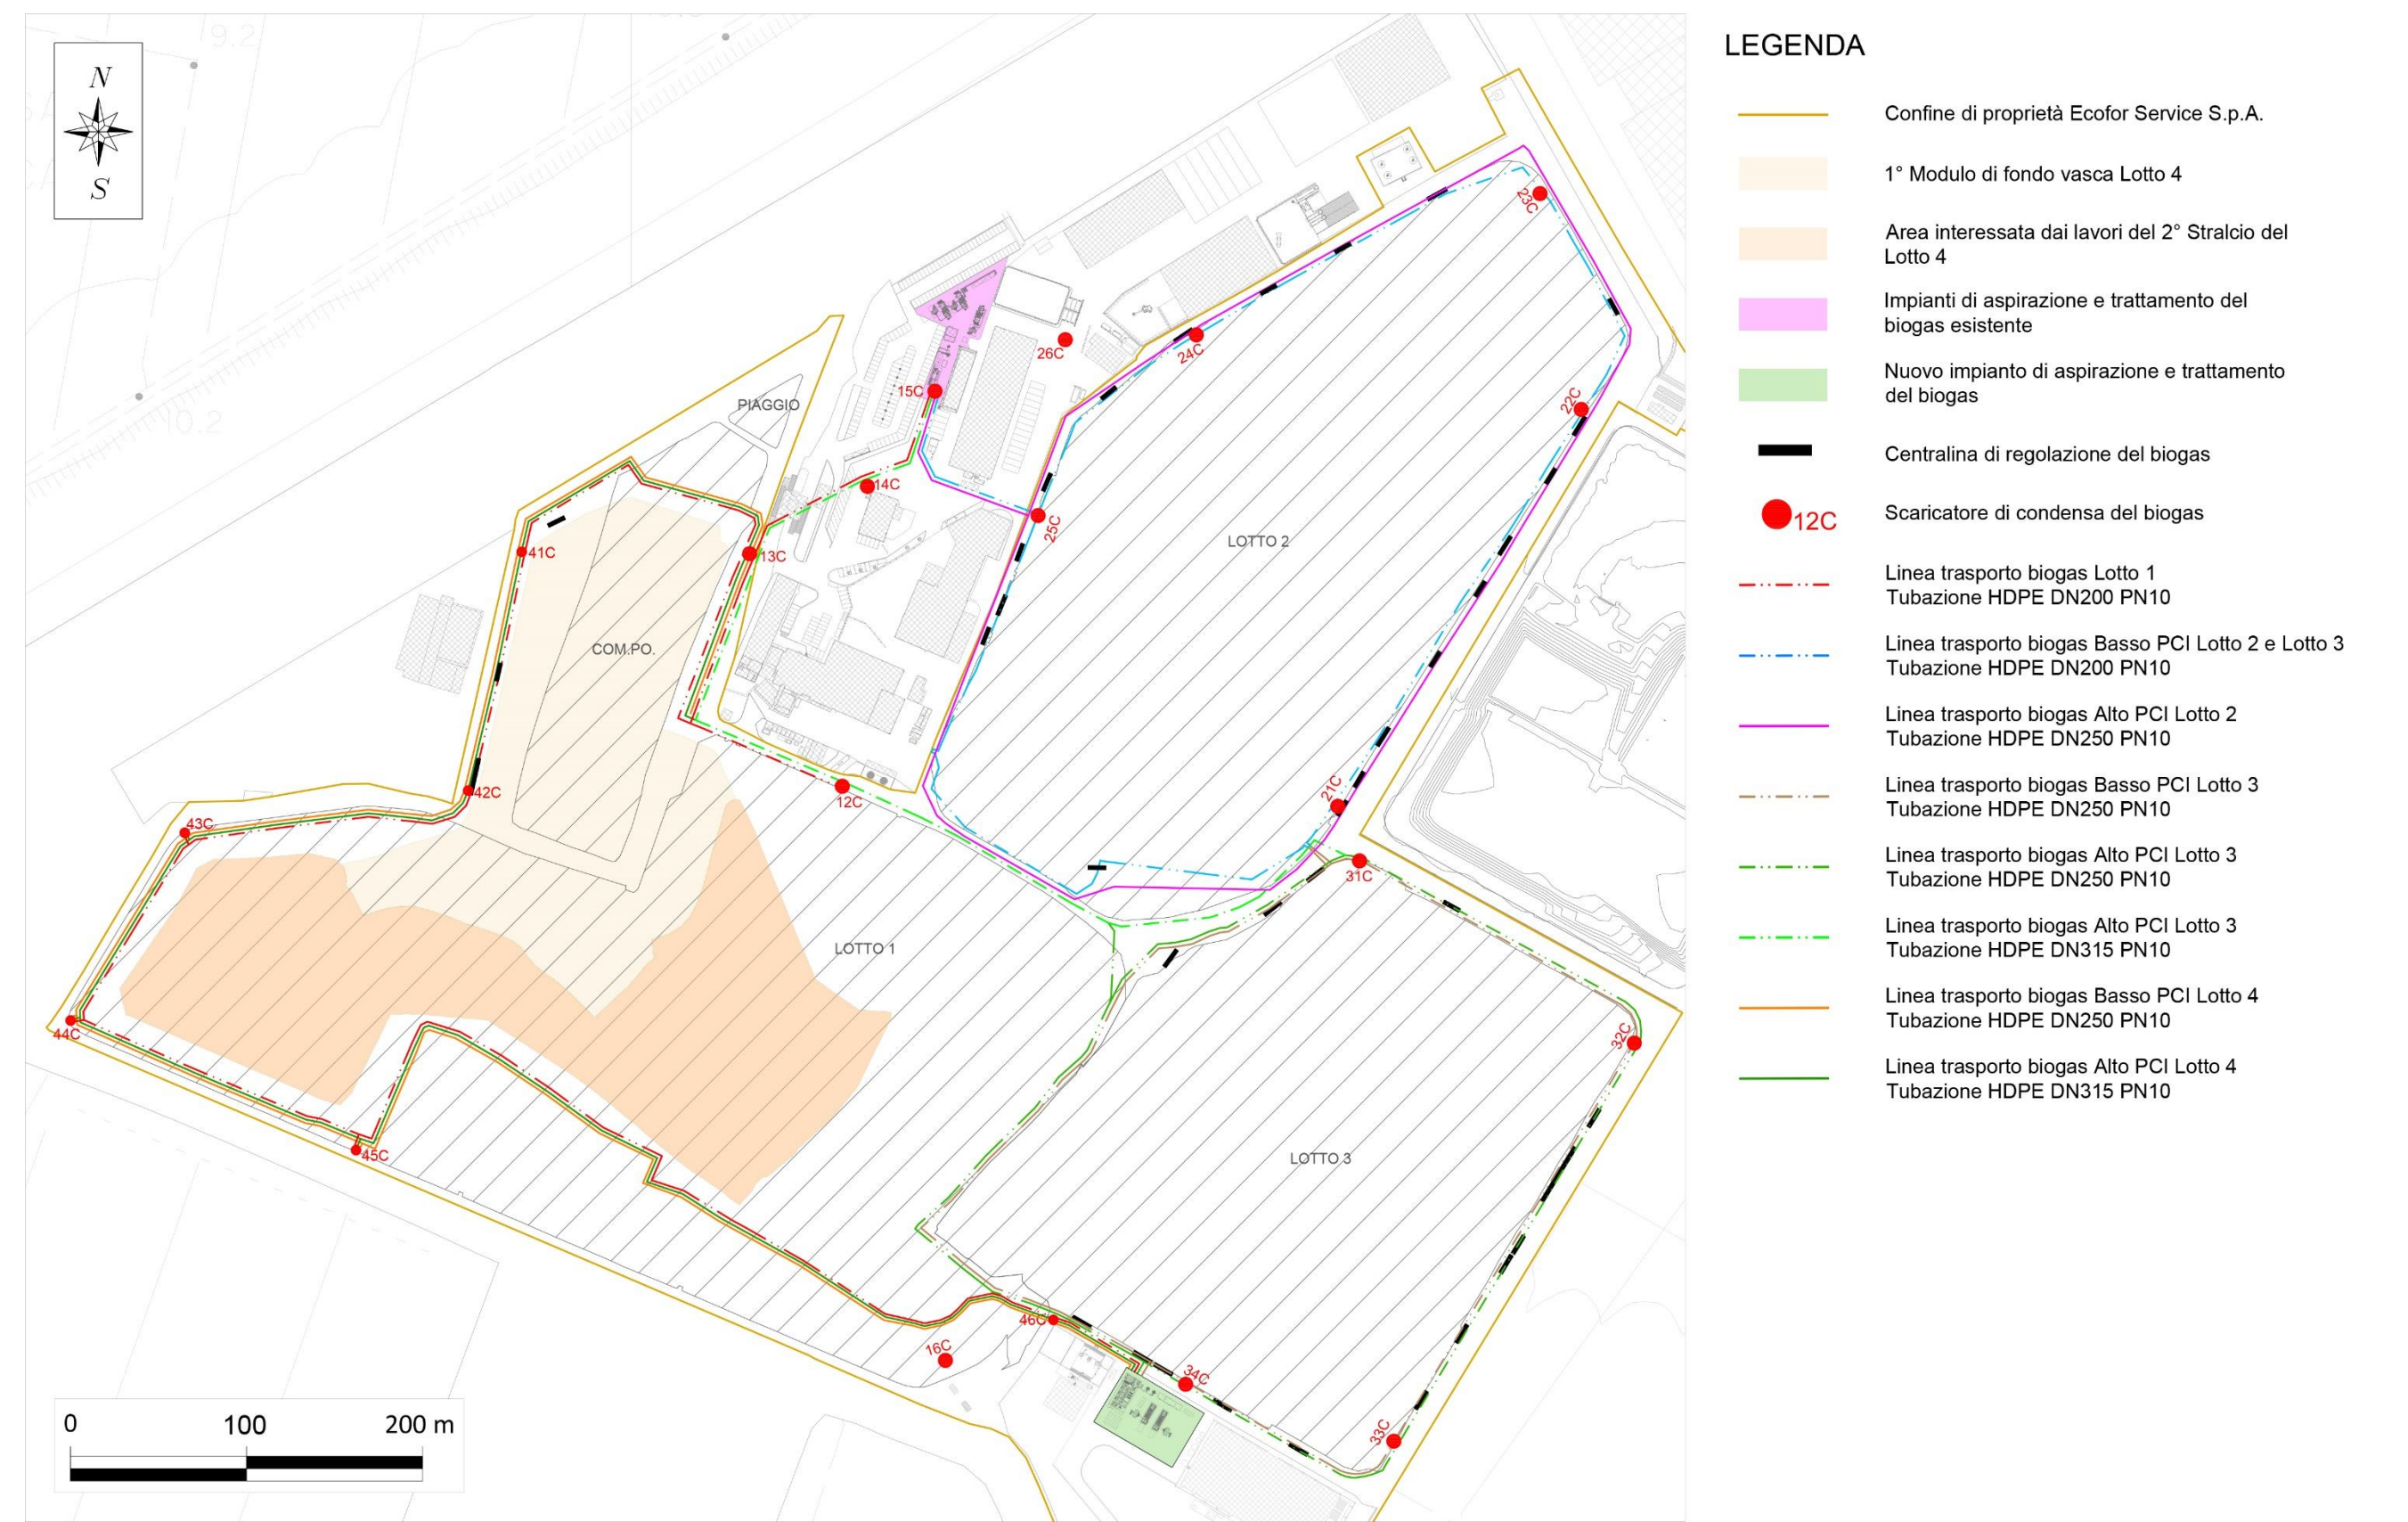 9.2
N
S
10.2
PIAGGIO
15C
26C
14C
13C
25C
24C
23C
22C
21C
41C
42C
43C
44C
45C
12C
COM.PO.
LOTTO 2
LOTTO 1
LOTTO 3
31C
32C
33C
34C
46C
16C
0 100 200 m
LEGENDA
Confine di proprietà Ecofor Service S.p.A.
1° Modulo di fondo vasca Lotto 4
Area interessata dai lavori del 2° Stralcio del
Lotto 4
Impianti di aspirazione e trattamento del
biogas esistente
Nuovo impianto di aspirazione e trattamento
del biogas
Centralina di regolazione del biogas
12C
Scaricatore di condensa del biogas
Linea trasporto biogas Lotto 1
Tubazione HDPE DN200 PN10
Linea trasporto biogas Basso PCI Lotto 2 e Lotto 3
Tubazione HDPE DN200 PN10
Linea trasporto biogas Alto PCI Lotto 2
Tubazione HDPE DN250 PN10
Linea trasporto biogas Basso PCI Lotto 3
Tubazione HDPE DN250 PN10
Linea trasporto biogas Alto PCI Lotto 3
Tubazione HDPE DN250 PN10
Linea trasporto biogas Alto PCI Lotto 3
Tubazione HDPE DN315 PN10
Linea trasporto biogas Basso PCI Lotto 4
Tubazione HDPE DN250 PN10
Linea trasporto biogas Alto PCI Lotto 4
Tubazione HDPE DN315 PN10